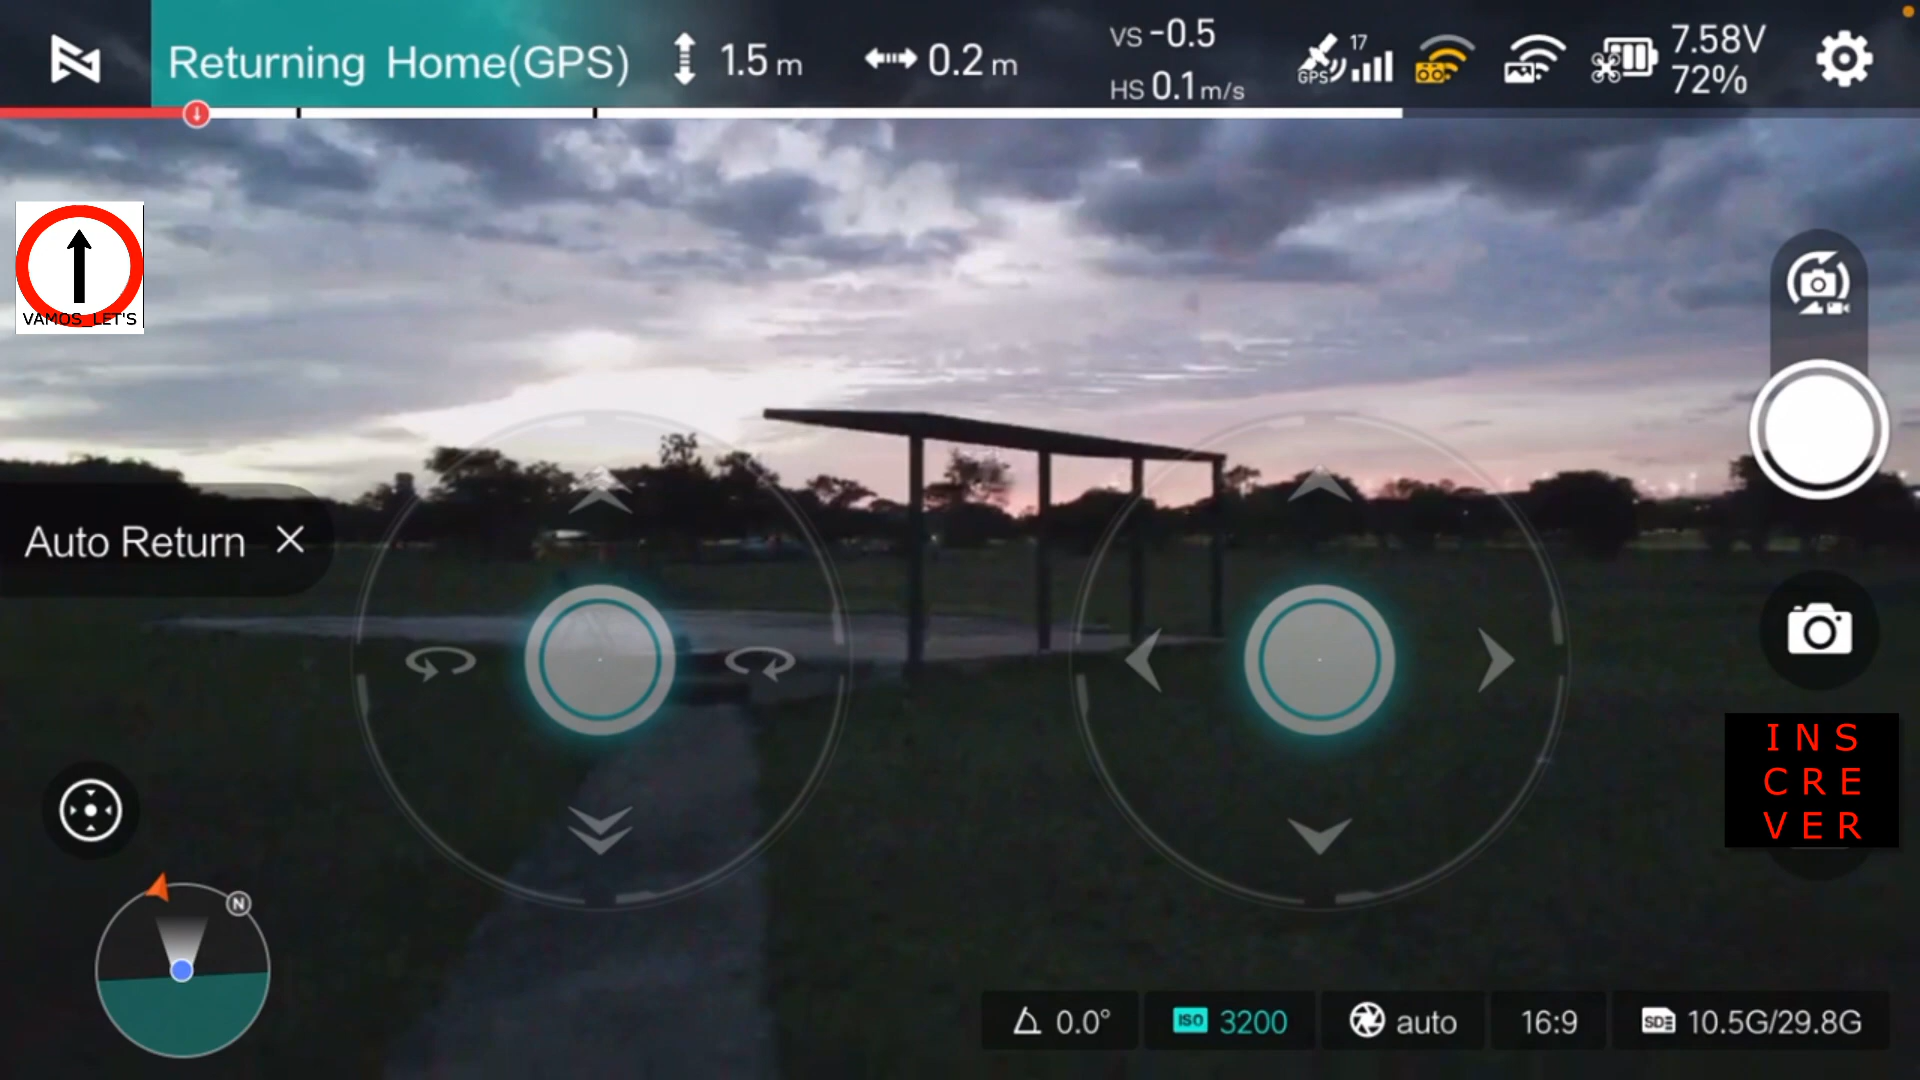 Returning Home(GPS)
1.5 m
0.2 m
VS -0.5
HS 0.1 m/s
GPS
17
7.58V
72%
VAMOS_LET'S
Auto Return
INS
CRE
VER
N
0.0°
ISO 3200
auto
16:9
SD 10.5G/29.8G